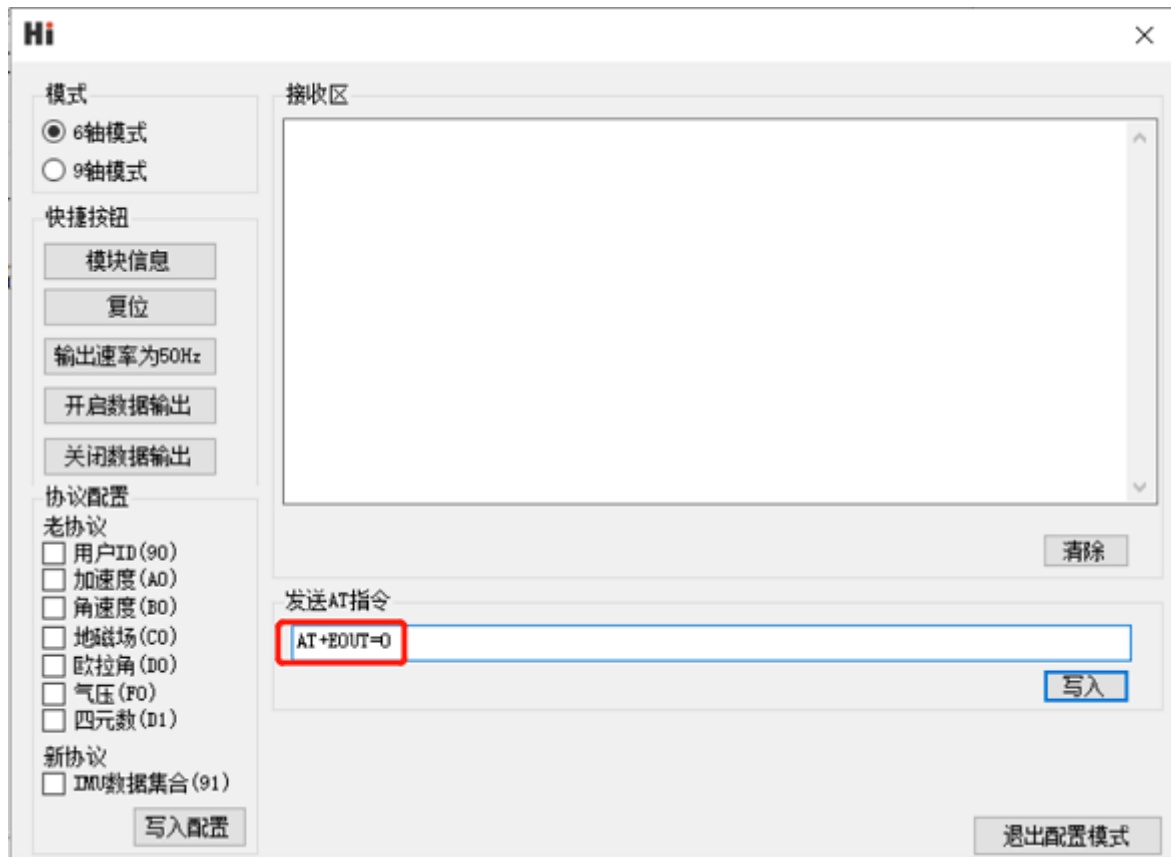 Hi
模式
6轴模式
9轴模式
快捷按钮
模块信息
复位
输出速率为50Hz
开启数据输出
关闭数据输出
协议配置
老协议
用户ID(90)
加速度(A0)
角速度(B0)
地磁场(C0)
欧拉角(D0)
气压(F0)
四元数(D1)
新协议
IMU数据集合(91)
写入配置
接收区
清除
发送AT指令
AT+EOUT=0
写入
退出配置模式